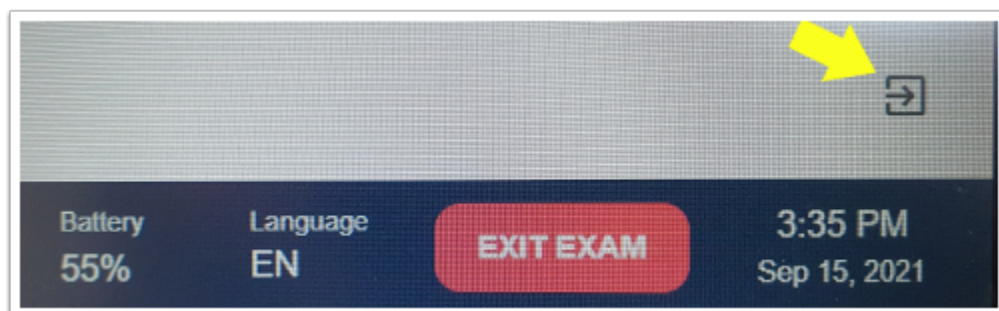 Battery
55%
Language
EN
EXIT EXAM
3:35 PM
Sep 15, 2021